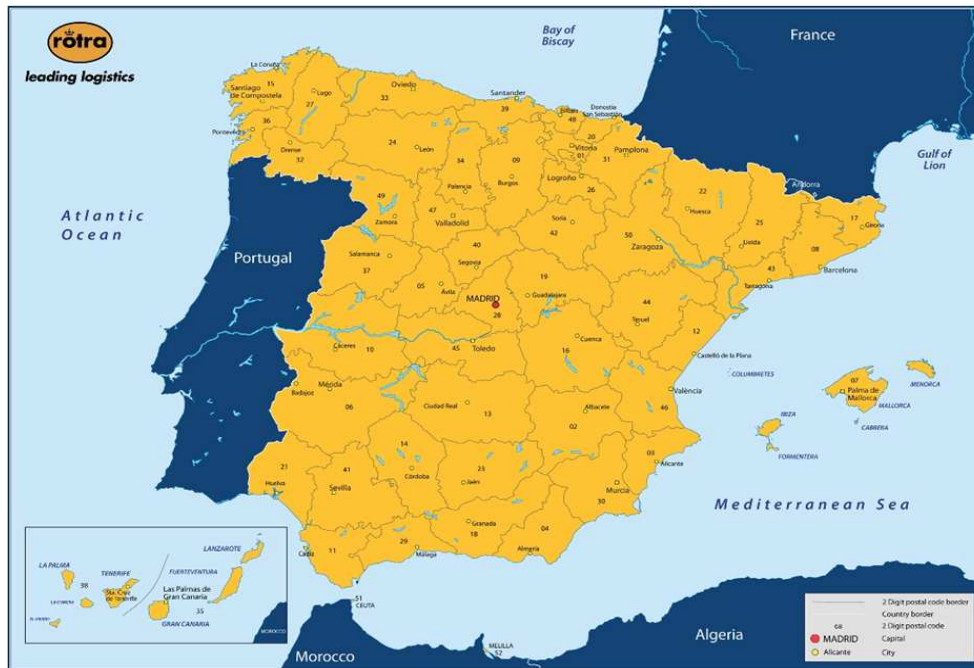 rotra
leading logistics
Bay of
Biscay
France
Gulf of
Lion
Atlantic
Ocean
Portugal
Mediterranean Sea
Morocco
Algeria
Andorra
La Coruña
15
Santiago
de Compostela
Lugo
27
Oviedo
33
Santander
39
Bilbao
48
Donostia
San Sebastián
20
Pontevedra
36
Orense
32
24
León
34
Palencia
09
Burgos
Vitoria
01
Pamplona
31
Logroño
26
22
Huesca
25
Lleida
17
Girona
08
Barcelona
43
Tarragona
49
Zamora
47
Valladolid
Soria
42
50
Zaragoza
Salamanca
37
40
Segovia
05
Ávila
19
Guadalajara
MADRID
28
44
Teruel
12
Castelló de la Plana
Cáceres
10
45
Toledo
16
Cuenca
COLUMBRETES
València
46
Badajoz
Mérida
06
Ciudad Real
13
Albacete
02
07
Palma de
Mallorca
MALLORCA
MENORCA
CABRERA
IBIZA
FORMENTERA
21
Huelva
41
Sevilla
14
Córdoba
23
Jaén
03
Alicante
Murcia
30
Cádiz
11
29
Málaga
Granada
18
04
Almería
51
CEUTA
MELILLA
52
LA PALMA
38
TENERIFE
Sta. Cruz
de Tenerife
LA GOMERA
EL HIERRO
LANZAROTE
FUERTEVENTURA
Las Palmas de
Gran Canaria
35
GRAN CANARIA
MOROCCO
2 Digit postal code border
Country border
68 2 Digit postal code
MADRID Capital
Alicante City